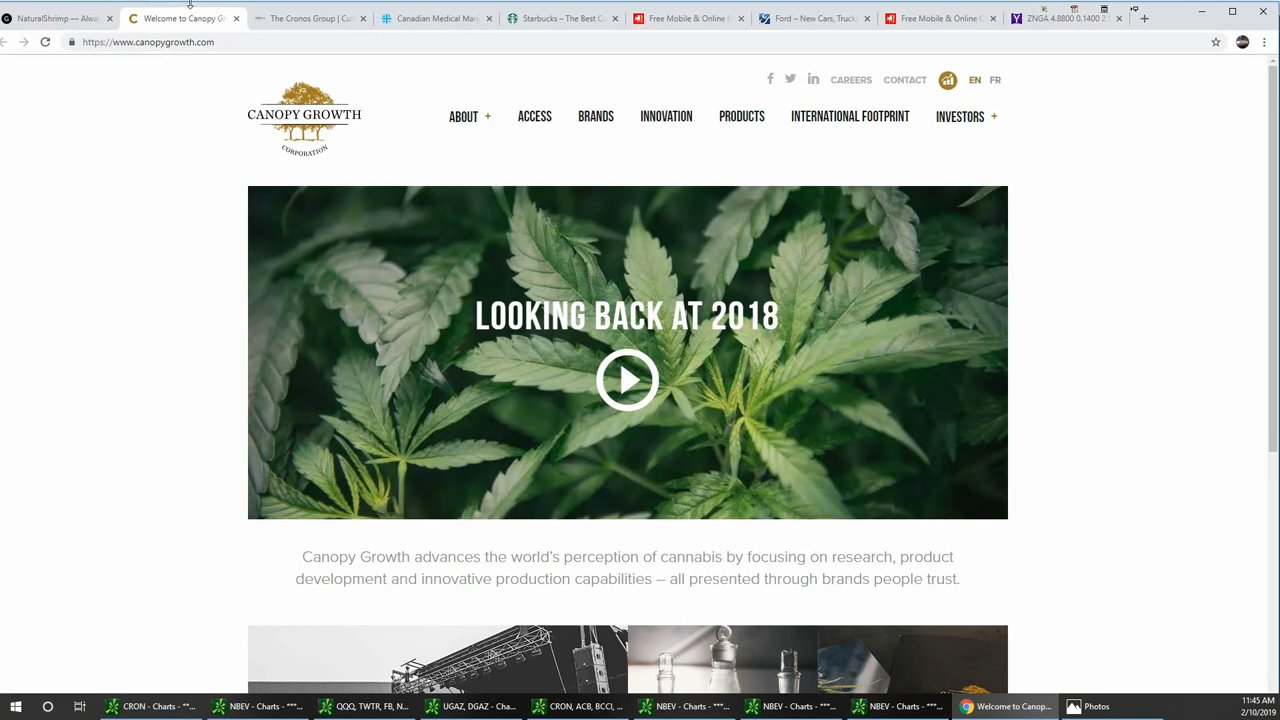 NaturalShrimp — Alwa
Welcome to Canopy Gr
The Cronos Group | Cu
Canadian Medical Mari
Starbucks – The Best C
Free Mobile & Online G
Ford – New Cars, Truck
Free Mobile & Online G
ZNGA 4.8800 0.1400 2.
https://www.canopygrowth.com
CAREERS CONTACT EN FR
CANOPY GROWTH
CORPORATION
ABOUT + ACCESS BRANDS INNOVATION PRODUCTS INTERNATIONAL FOOTPRINT INVESTORS +
LOOKING BACK AT 2018
Canopy Growth advances the world's perception of cannabis by focusing on research, product
development and innovative production capabilities – all presented through brands people trust.
CRON - Charts - **...
NBEV - Charts - ***...
QQQ, TWTR, FB, N...
UGAZ, DGAZ - Cha...
CRON, ACB, BCCI, ...
NBEV - Charts - ***...
NBEV - Charts - ***...
NBEV - Charts - ***...
Welcome to Canop...
Photos
11:45 AM
2/10/2019